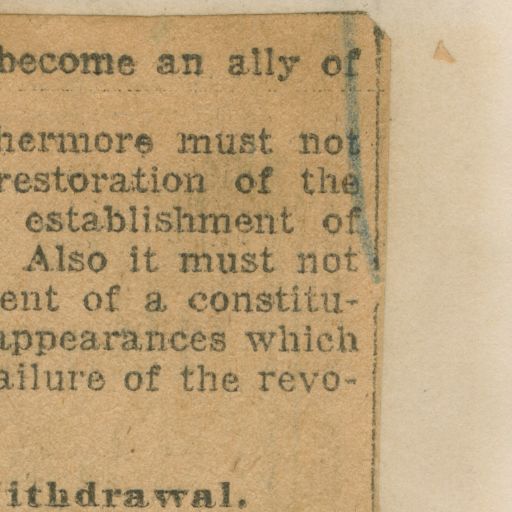 become an ally of
hermore must not
restoration of the
establishment of
Also it must not
ent of a constitu-
appearances which
ailure of the revo-
ithdrawal.